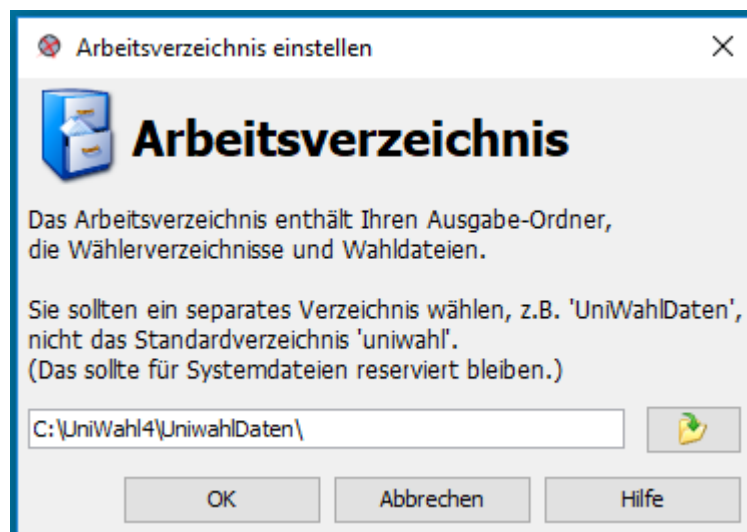 Arbeitsverzeichnis einstellen
Arbeitsverzeichnis
Das Arbeitsverzeichnis enthält Ihren Ausgabe-Ordner,
die Wählerverzeichnisse und Wahldateien.
Sie sollten ein separates Verzeichnis wählen, z.B. 'UniWahlDaten',
nicht das Standardverzeichnis 'uniwahl'.
(Das sollte für Systemdateien reserviert bleiben.)
C:\UniWahl4\UniwahlDaten\
OK Abbrechen Hilfe